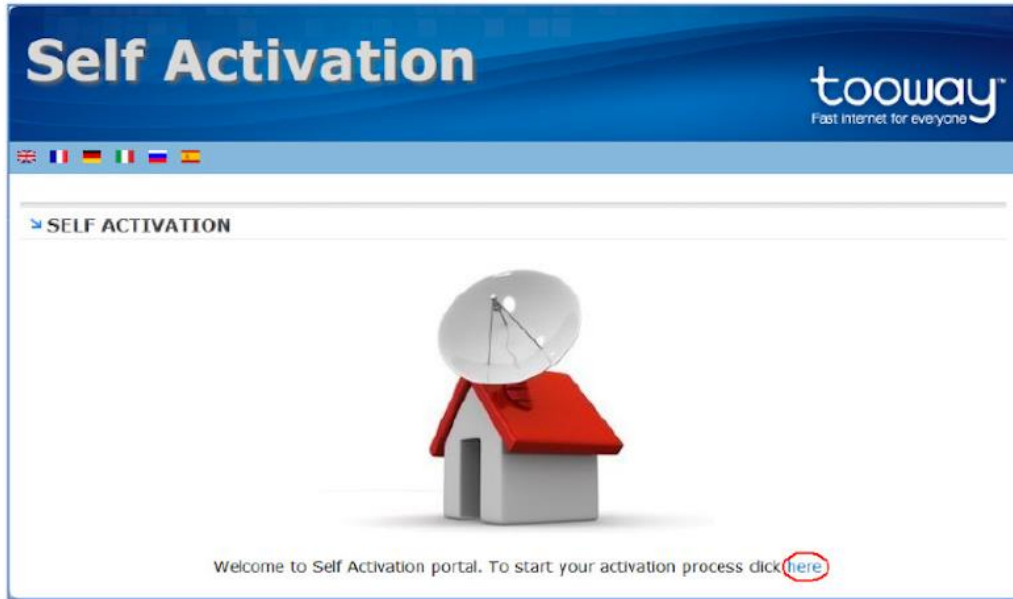 Self Activation
tooway™
Fast internet for everyone
SELF ACTIVATION
Welcome to Self Activation portal. To start your activation process click here